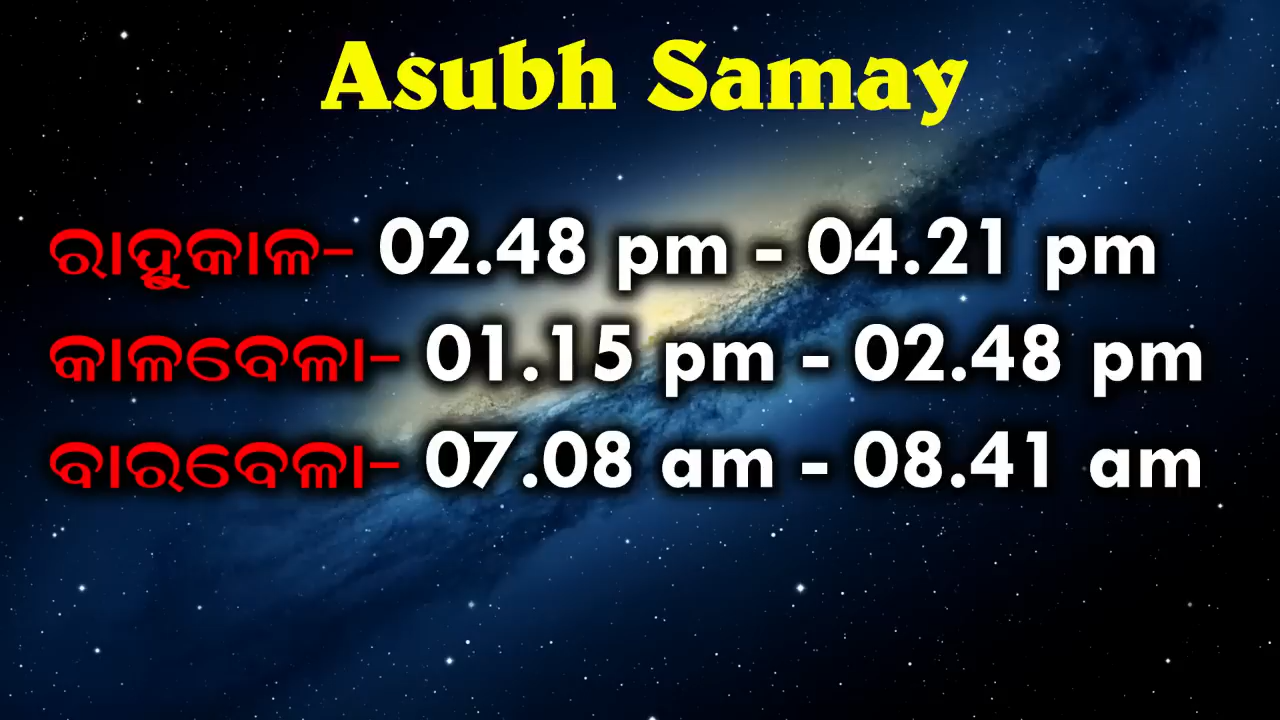 Asubh Samay
ରାହୁକାଳ- 02.48 pm - 04.21 pm
କାଳବେଳା- 01.15 pm - 02.48 pm
ବାରବେଳା- 07.08 am - 08.41 am